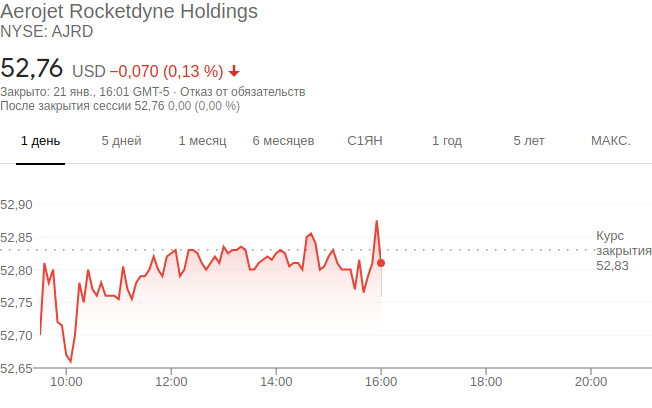 Aerojet Rocketdyne Holdings
NYSE: AJRD
52,76 USD −0,070 (0,13 %)
Закрыто: 21 янв., 16:01 GMT-5 · Отказ от обязательств
После закрытия сессии 52,76 0,00 (0,00 %)
1 день 5 дней 1 месяц 6 месяцев С1ЯН 1 год 5 лет МАКС.
52,90
52,85
Курс
закрытия
52,83
52,80
52,75
52,70
52,65
10:00 12:00 14:00 16:00 18:00 20:00